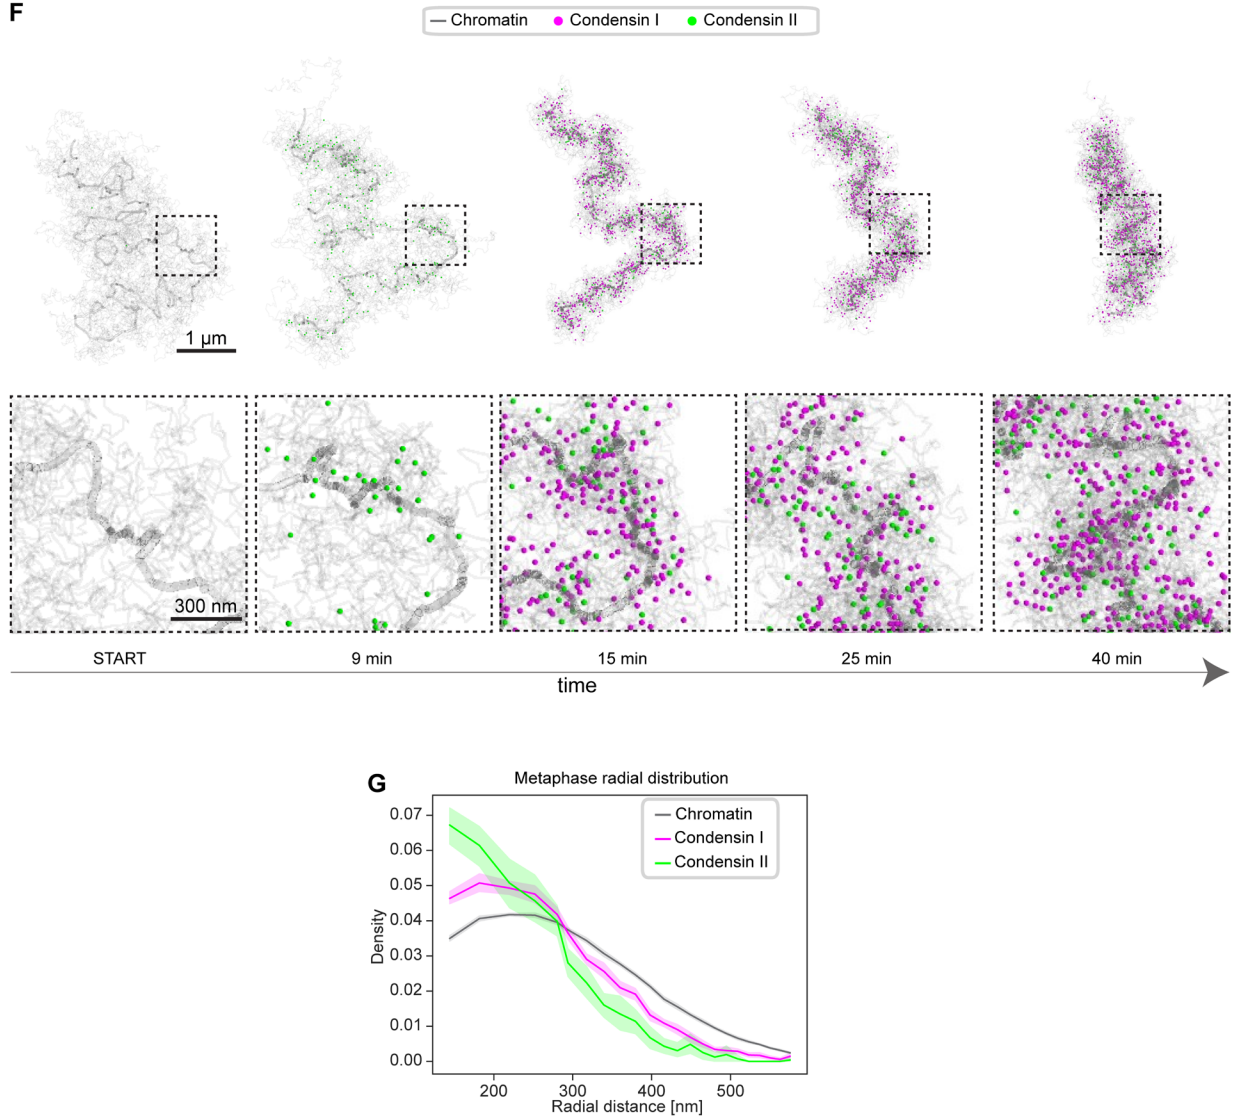 F
Chromatin Condensin I Condensin II
1 µm
300 nm
START 9 min 15 min 25 min 40 min
time
G
Metaphase radial distribution
Chromatin
Condensin I
Condensin II
0.07
0.06
0.05
0.04
0.03
0.02
0.01
0.00
Density
200 300 400 500
Radial distance [nm]